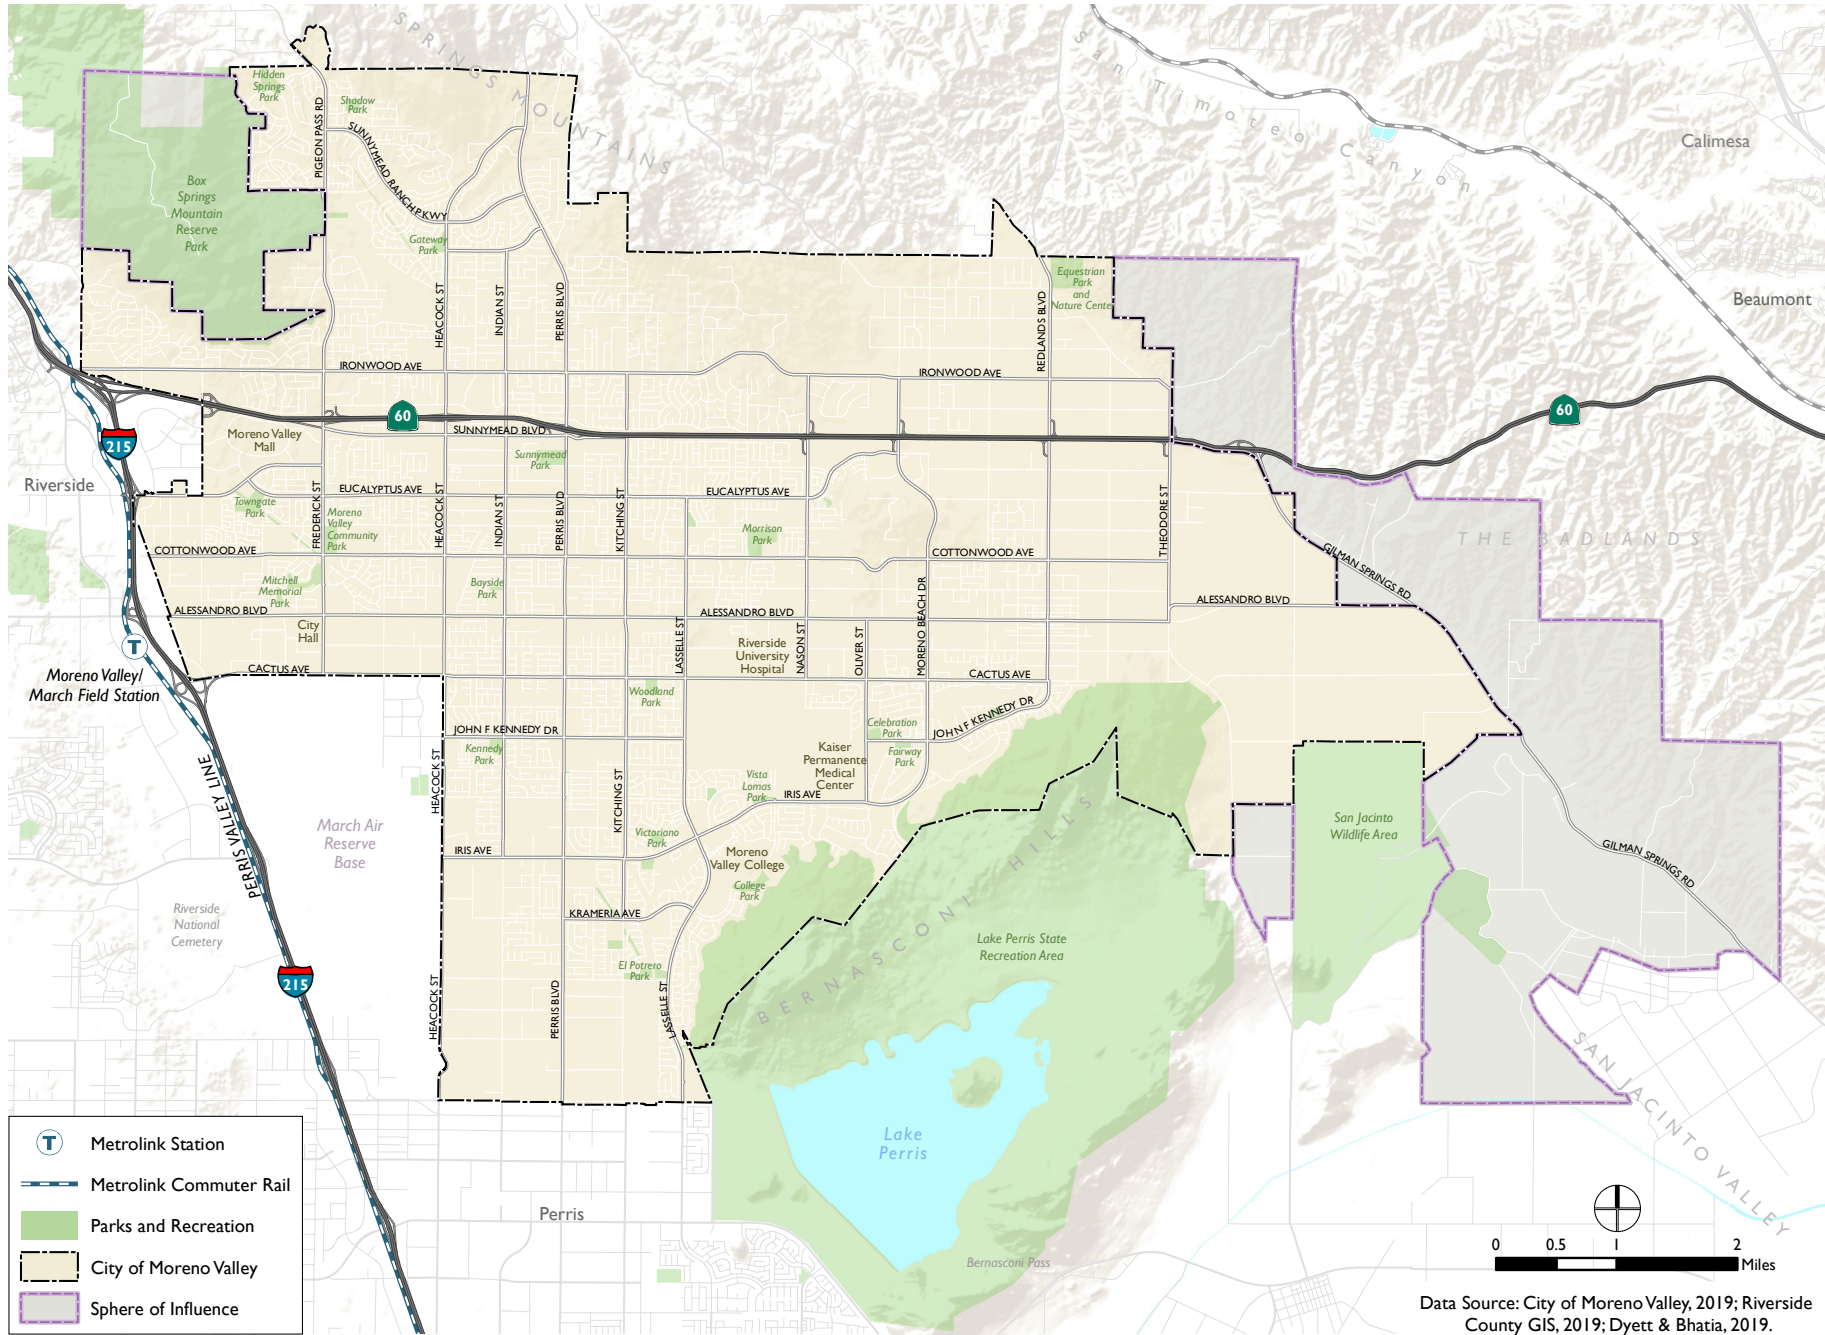 SPRINGS MOUNTAINS
San Timoteo Canyon
Calimesa
Beaumont
Hidden
Springs
Park
Shadow
Park
PIGEON PASS RD
SUNNYMEAD RANCH PKWY
Box
Springs
Mountain
Reserve
Park
Gateway
Park
Equestrian
Park
and
Nature Center
HEACOCK ST
INDIAN ST
PERRIS BLVD
REDLANDS BLVD
IRONWOOD AVE
IRONWOOD AVE
60
60
215
Moreno Valley
Mall
SUNNYMEAD BLVD
Sunnymead
Park
Riverside
EUCALYPTUS AVE
EUCALYPTUS AVE
Towngate
Park
FREDERICK ST
Moreno
Valley
Community
Park
HEACOCK ST
INDIAN ST
PERRIS BLVD
KITCHING ST
Morrison
Park
THEODORE ST
THE BADLANDS
COTTONWOOD AVE
COTTONWOOD AVE
GILMAN SPRINGS RD
Mitchell
Memorial
Park
Bayside
Park
ALESSANDRO BLVD
ALESSANDRO BLVD
ALESSANDRO BLVD
City
Hall
LASSELLE ST
Riverside
University
Hospital
NASON ST
OLIVER ST
MORENO BEACH DR
T
Moreno Valley/
March Field Station
CACTUS AVE
CACTUS AVE
Woodland
Park
JOHN F KENNEDY DR
JOHN F KENNEDY DR
Celebration
Park
Fairway
Park
Kennedy
Park
Kaiser
Permanente
Medical
Center
HEACOCK ST
KITCHING ST
Vista
Lomas
Park
IRIS AVE
PERRIS VALLEY LINE
March Air
Reserve
Base
Victoriano
Park
IRIS AVE
Moreno
Valley College
College
Park
San Jacinto
Wildlife Area
GILMAN SPRINGS RD
BERNASCONI HILLS
Riverside
National
Cemetery
KRAMERIA AVE
Lake Perris State
Recreation Area
El Potrero
Park
215
HEACOCK ST
PERRIS BLVD
LASSELLE ST
SAN JACINTO VALLEY
Lake
Perris
Perris
Bernasconi Pass
T
Metrolink Station
Metrolink Commuter Rail
Parks and Recreation
City of Moreno Valley
Sphere of Influence
0 0.5 1 2
Miles
Data Source: City of Moreno Valley, 2019; Riverside
County GIS, 2019; Dyett & Bhatia, 2019.